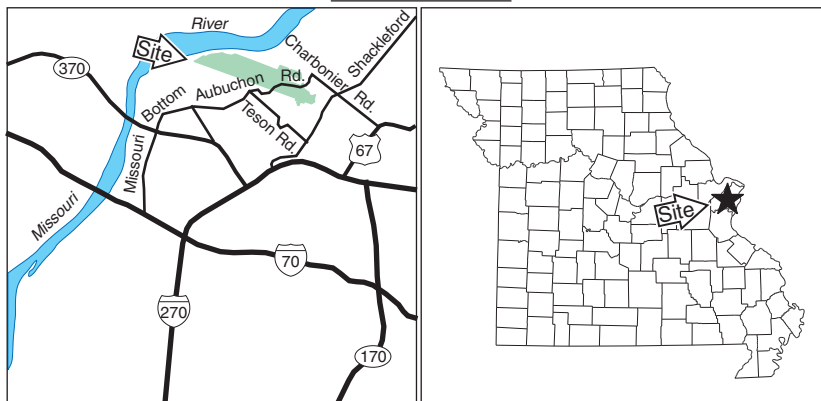 River
Site
Charbonier Rd.
Shackleford
370
Bottom
Aubuchon Rd.
Teson Rd.
67
Missouri
Missouri
70
270
170
Site